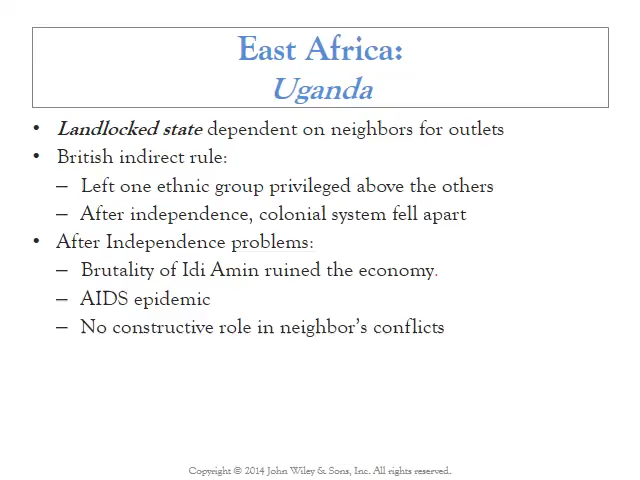 East Africa:
Uganda
• Landlocked state dependent on neighbors for outlets
• British indirect rule:
– Left one ethnic group privileged above the others
– After independence, colonial system fell apart
• After Independence problems:
– Brutality of Idi Amin ruined the economy.
– AIDS epidemic
– No constructive role in neighbor's conflicts
Copyright © 2014 John Wiley & Sons, Inc. All rights reserved.